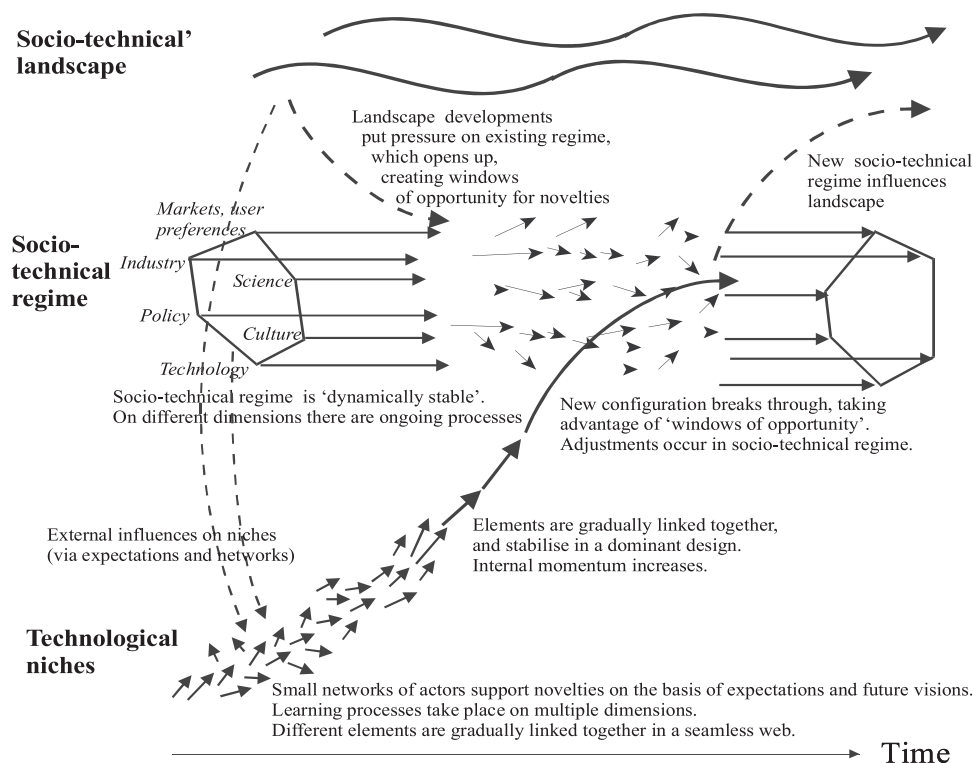 Socio-technical’
landscape
Landscape developments
put pressure on existing regime,
which opens up,
creating windows
of opportunity for novelties
New socio-technical
regime influences
landscape
Markets, user
preferences
Socio-
technical
regime
Industry
Science
Policy
Culture
Technology
Socio-technical regime is ‘dynamically stable’.
On different dimensions there are ongoing processes
New configuration breaks through, taking
advantage of ‘windows of opportunity’.
Adjustments occur in socio-technical regime.
External influences on niches
(via expectations and networks)
Elements are gradually linked together,
and stabilise in a dominant design.
Internal momentum increases.
Technological
niches
Small networks of actors support novelties on the basis of expectations and future visions.
Learning processes take place on multiple dimensions.
Different elements are gradually linked together in a seamless web.
Time